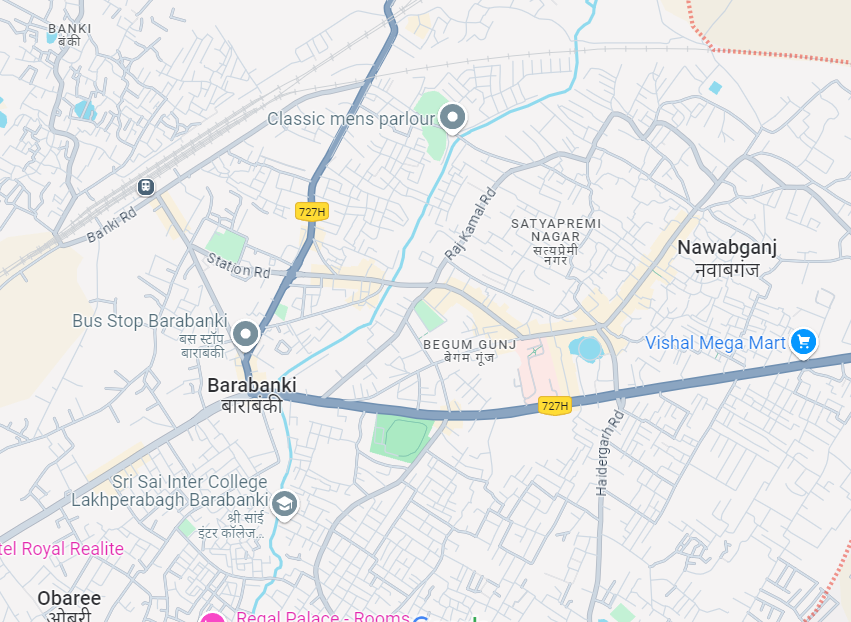 BANKI
बंकी
Classic mens parlour
Banki Rd
727H
Raj Kamal Rd
SATYAPREMI
NAGAR
सत्यप्रेमी
नगर
Nawabganj
नवाबगंज
Station Rd
Bus Stop Barabanki
बस स्टॉप
बाराबंकी
BEGUM GUNJ
बेगम गूंज
Vishal Mega Mart
Barabanki
बाराबंकी
727H
Haidergarh Rd
Sri Sai Inter College
Lakhperabagh Barabanki
श्री सांई
इंटर कॉलेज...
tel Royal Realite
Obaree
ओबरी
Regal Palace - Rooms